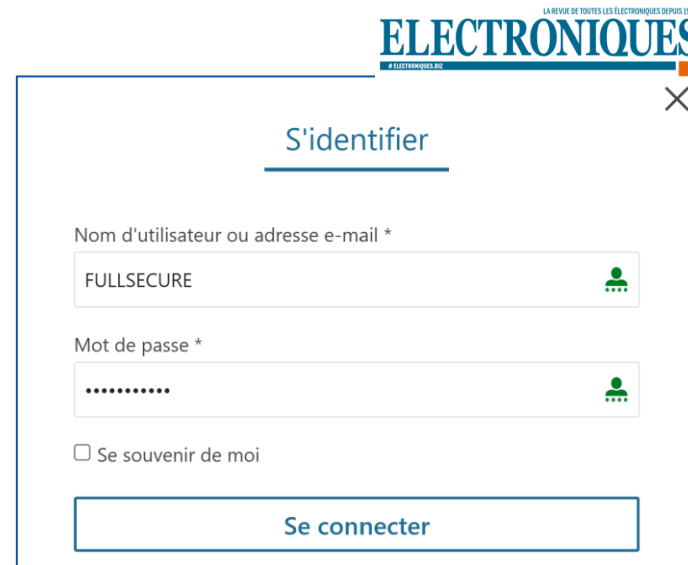 LA REVUE DE TOUTES LES ÉLECTRONIQUES DEPUIS
ELECTRONIQUES
# ELECTRONIQUES.BIZ
S'identifier
Nom d'utilisateur ou adresse e-mail *
FULLSECURE
Mot de passe *
•••••••••••
Se souvenir de moi
Se connecter